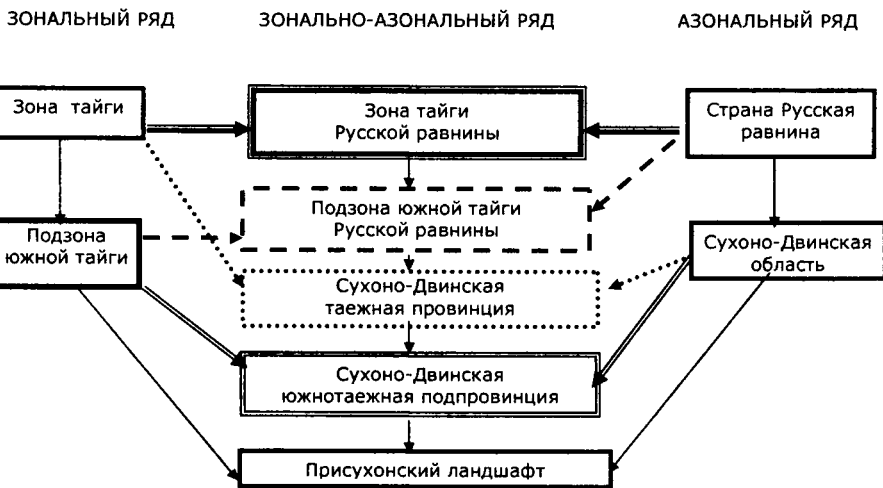 ЗОНАЛЬНЫЙ РЯД
ЗОНАЛЬНО-АЗОНАЛЬНЫЙ РЯД
АЗОНАЛЬНЫЙ РЯД
Зона тайги
Зона тайги
Русской равнины
Страна Русская
равнина
Подзона южной тайги
Русской равнины
Подзона
южной тайги
Сухоно-Двинская
область
Сухоно-Двинская
таежная провинция
Сухоно-Двинская
южнотаежная подпровинция
Присухонский ландшафт